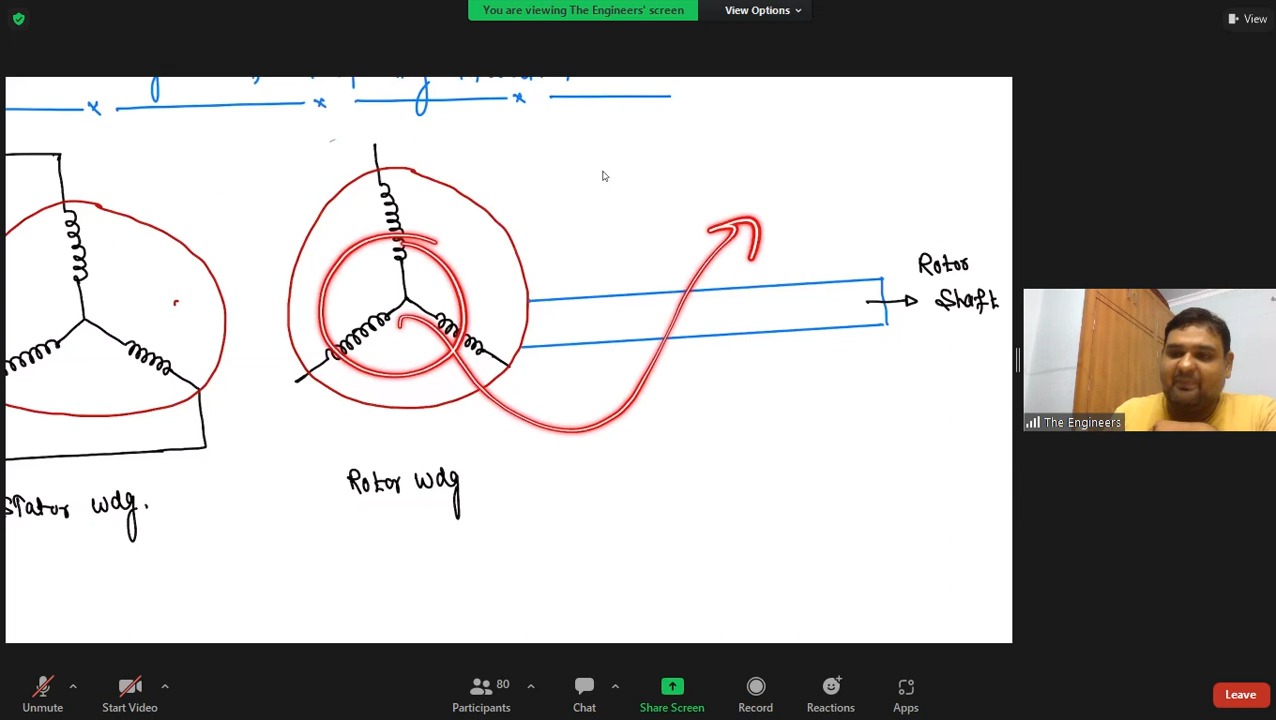 You are viewing The Engineers' screen
View Options
View
Rotor
Shaft
The Engineers
Rotor wdg
Stator wdg.
Unmute
Start Video
80
Participants
Chat
Share Screen
Record
Reactions
Apps
Leave